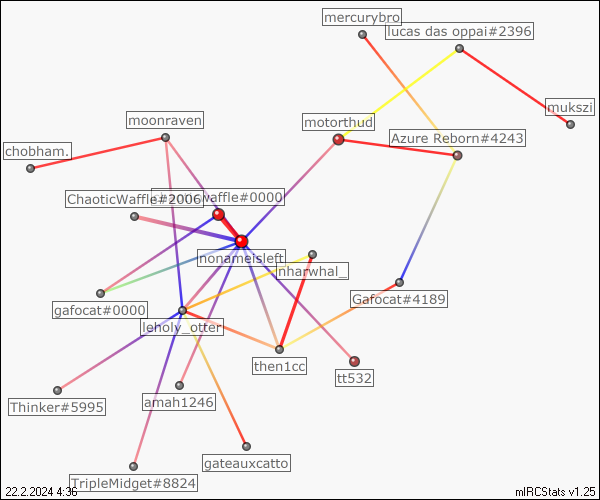 mercurybro
lucas das oppai#2396
mukszi
moonraven
motorthud
Azure Reborn#4243
chobham.
ChaoticWaffle#2006
waffle#0000
nonameisleft
nharwhal_
gafocat#0000
Gafocat#4189
leholy_otter
then1cc
tt532
Thinker#5995
amah1246
gateauxcatto
TripleMidget#8824
22.2.2024 4:36
mIRCStats v1.25